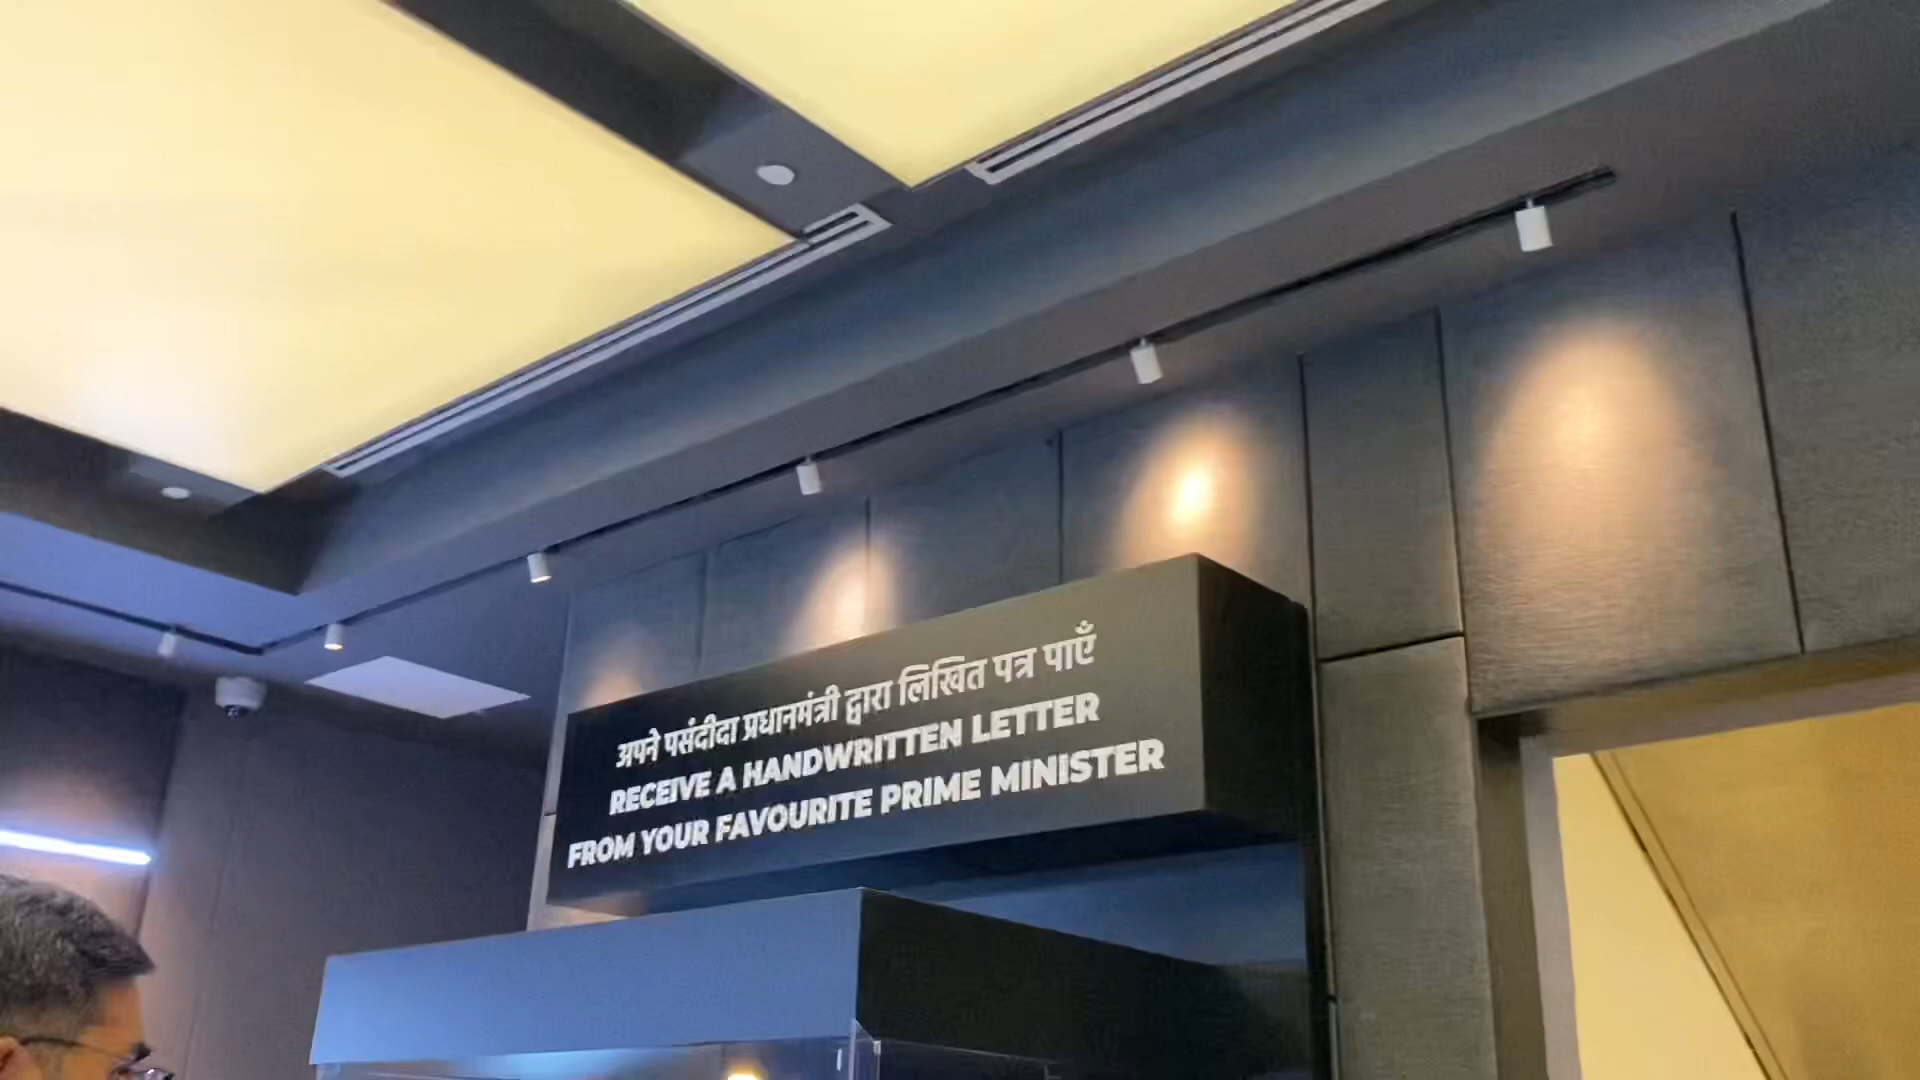 अपने पसंदीदा प्रधानमंत्री द्वारा लिखित पत्र पाएँ
RECEIVE A HANDWRITTEN LETTER
FROM YOUR FAVOURITE PRIME MINISTER